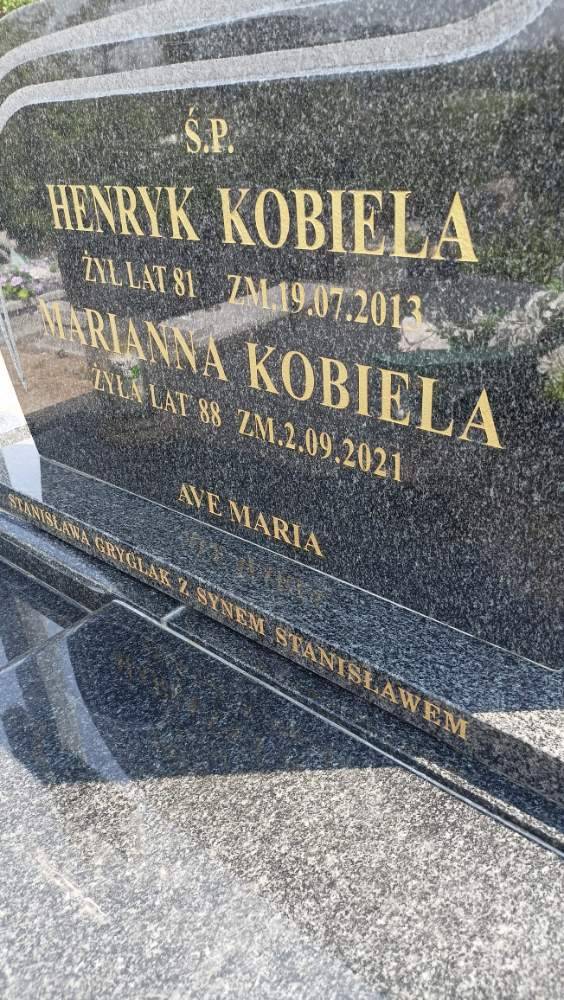 Ś.P.
HENRYK KOBIELA
ŻYŁ LAT 81 ZM.19.07.2013
MARIANNA KOBIELA
ŻYŁA LAT 88 ZM.2.09.2021
AVE MARIA
STANISŁAWA GRYGLAK Z SYNEM STANISŁAWEM